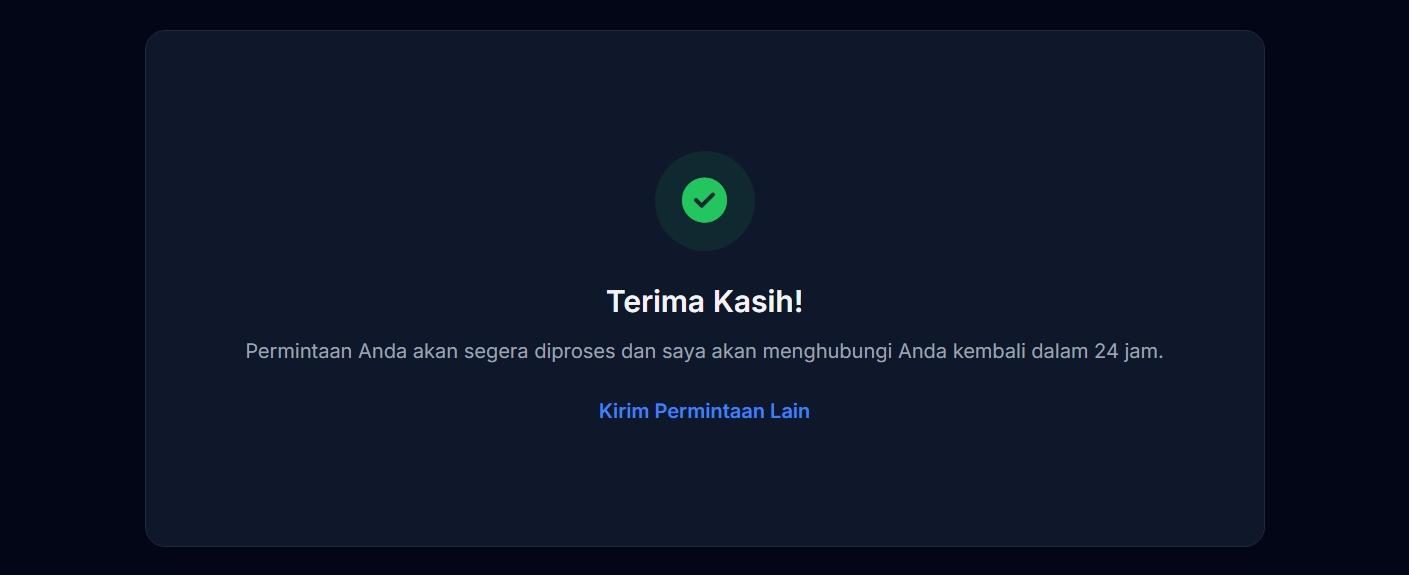 Terima Kasih!
Permintaan Anda akan segera diproses dan saya akan menghubungi Anda kembali dalam 24 jam.
Kirim Permintaan Lain